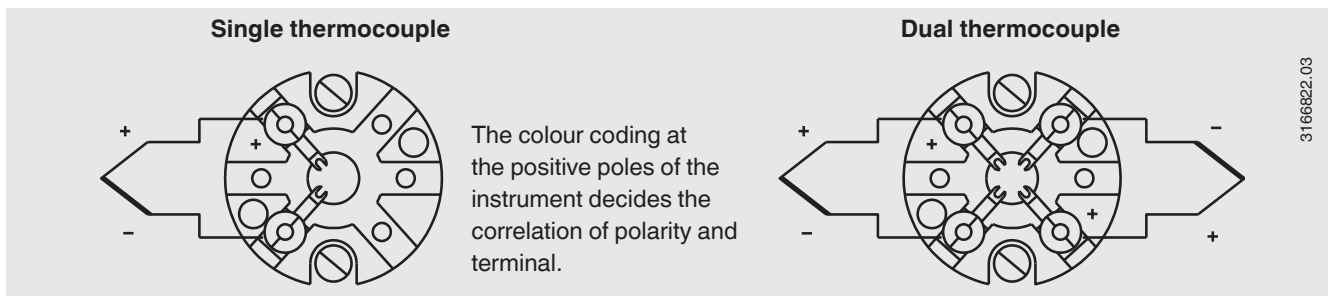 Single thermocouple
Dual thermocouple
The colour coding at
the positive poles of the
instrument decides the
correlation of polarity and
terminal.
+
+
−
+
+
−
−
+
+
3166822.03